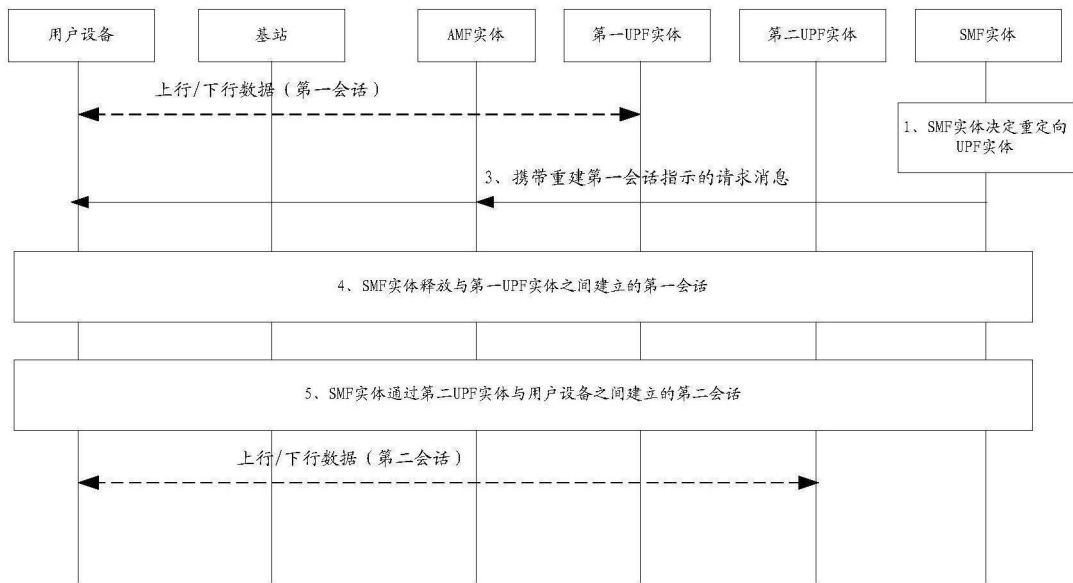 用户设备
基站
AMF实体
第一UPF实体
第二UPF实体
SMF实体
上行/下行数据（第一会话）
1、SMF实体决定重定向
UPF实体
3、携带重建第一会话指示的请求消息
4、SMF实体释放与第一UPF实体之间建立的第一会话
5、SMF实体通过第二UPF实体与用户设备之间建立的第二会话
上行/下行数据（第二会话）